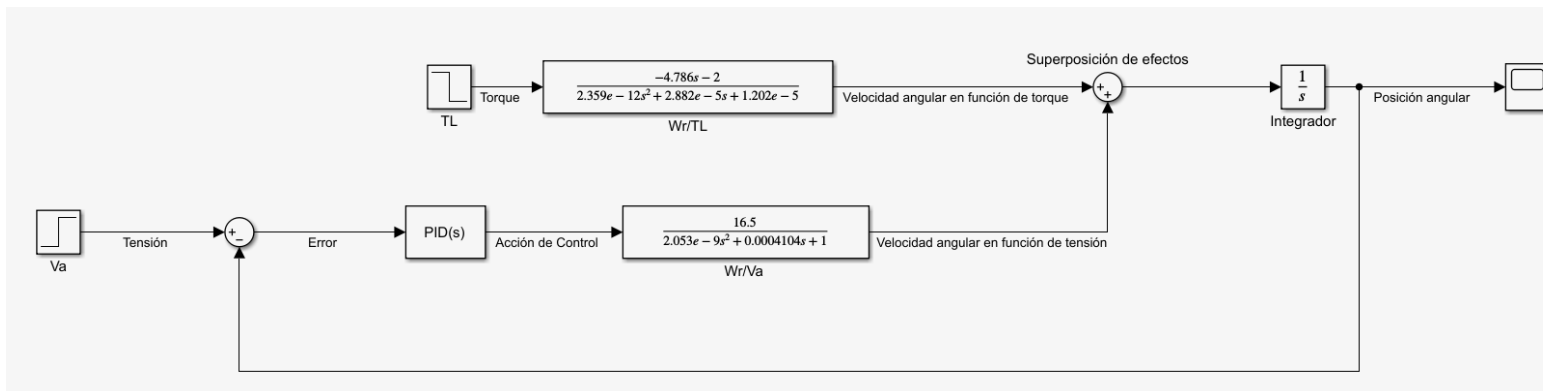 Superposición de efectos
−4.786s − 2
2.359e − 12s² + 2.882e − 5s + 1.202e − 5
1
s
Torque
Velocidad angular en función de torque
+
+
Posición angular
TL
Wr/TL
Integrador
16.5
2.053e − 9s² + 0.0004104s + 1
+
−
PID(s)
Tensión
Error
Acción de Control
Velocidad angular en función de tensión
Va
Wr/Va